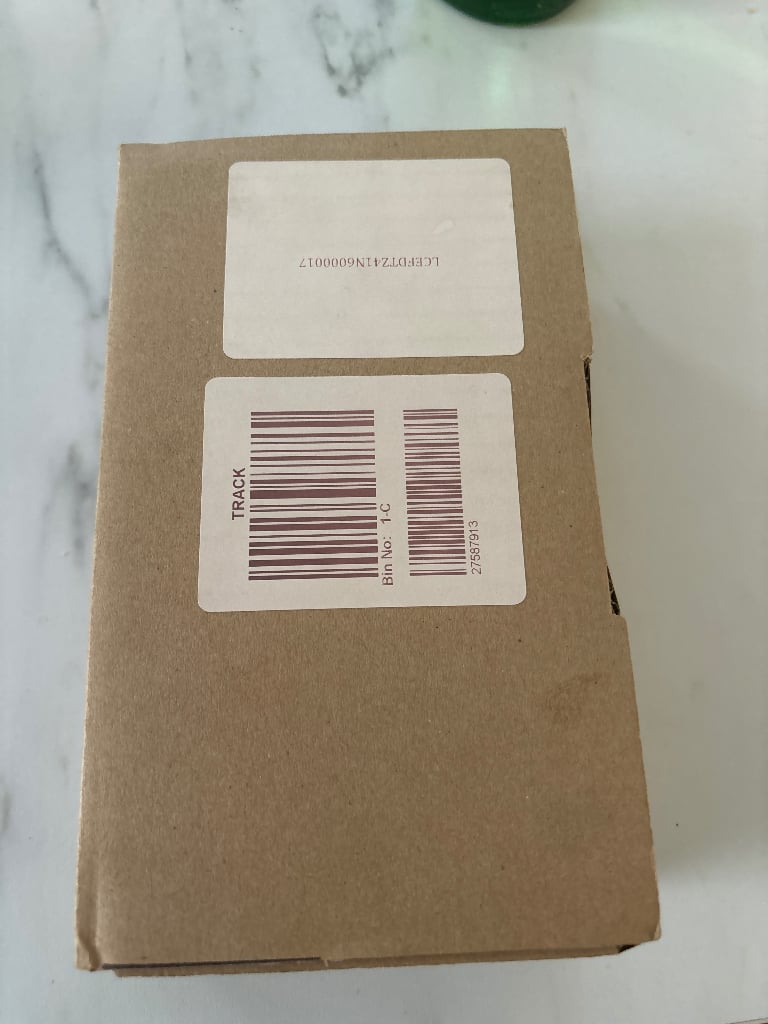 LCEFDTZ41N6000017
TRACK
Bin No: 1-C
27587913